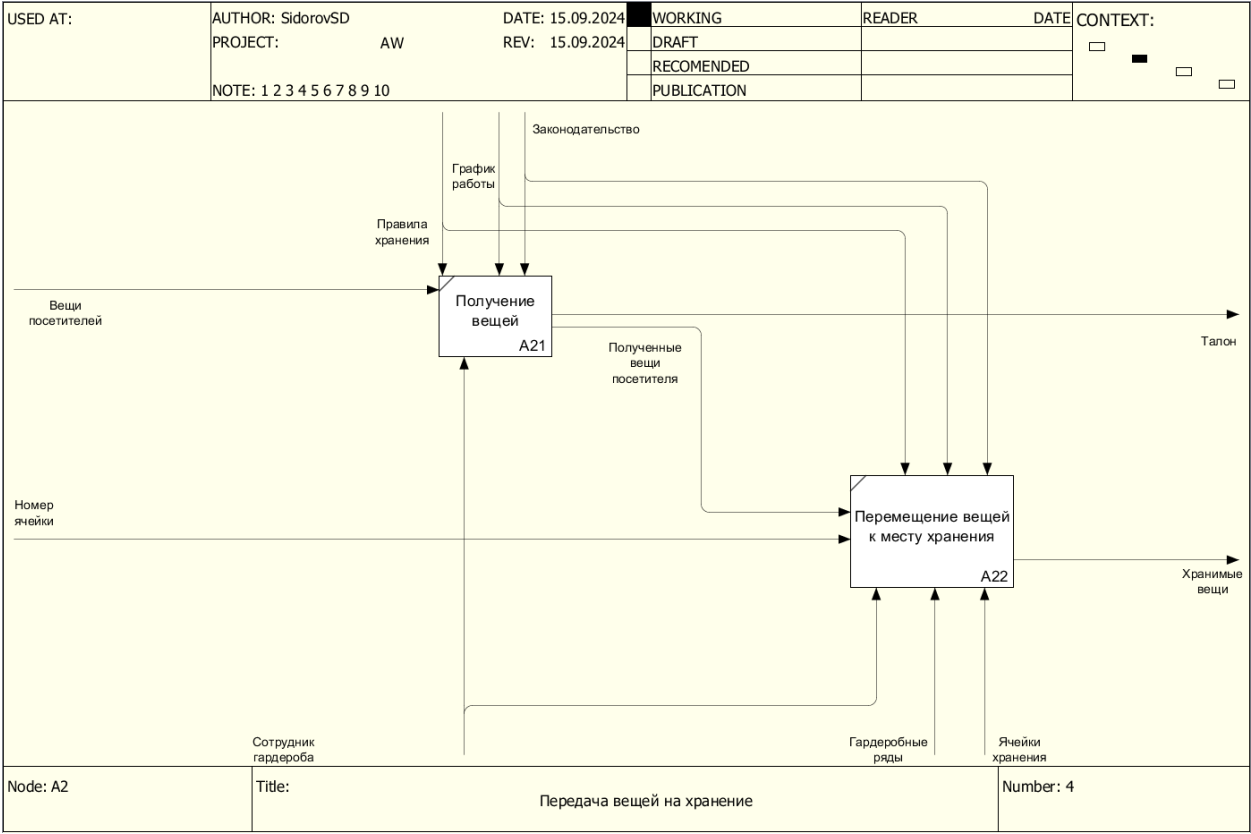 USED AT:
AUTHOR: SidorovSD
DATE: 15.09.2024
PROJECT: AW
REV: 15.09.2024
NOTE: 1 2 3 4 5 6 7 8 9 10
WORKING
DRAFT
RECOMENDED
PUBLICATION
READER DATE
CONTEXT:
Законодательство
График
работы
Правила
хранения
Вещи
посетителей
Получение
вещей
A21
Талон
Полученные
вещи
посетителя
Номер
ячейки
Перемещение вещей
к месту хранения
A22
Хранимые
вещи
Сотрудник
гардероба
Гардеробные
ряды
Ячейки
хранения
Node: A2
Title:
Передача вещей на хранение
Number: 4